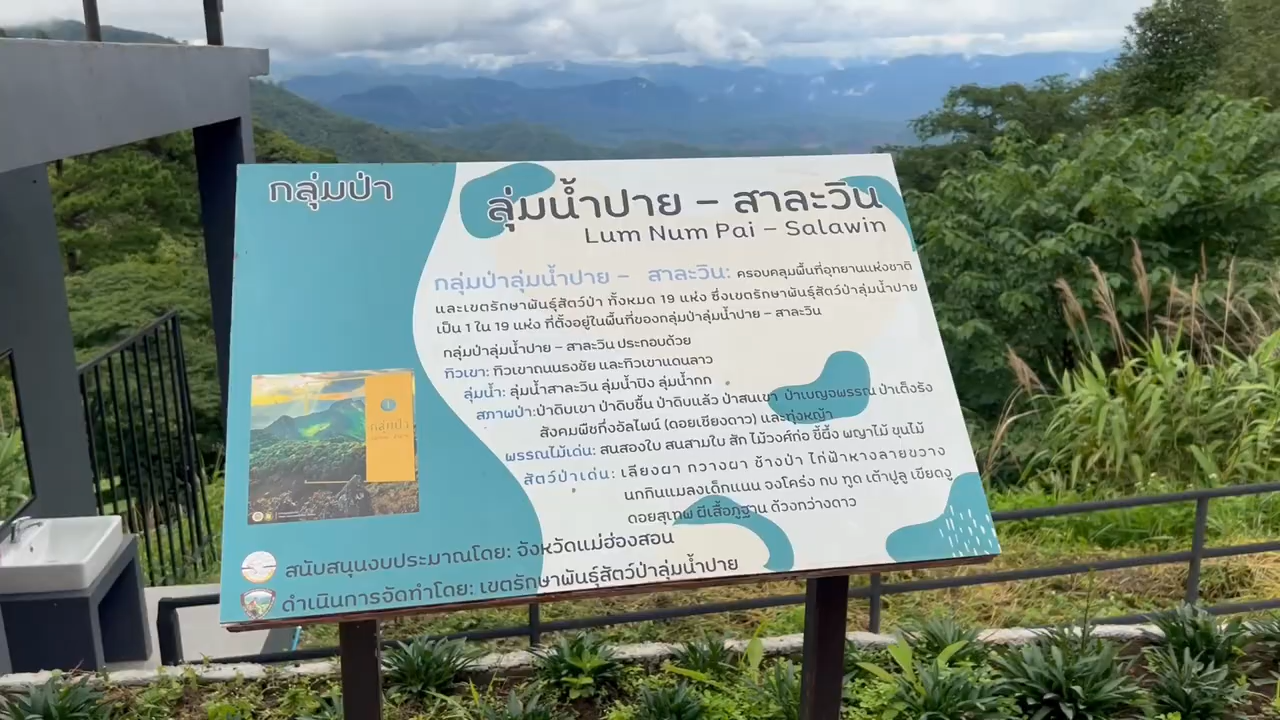 กลุ่มป่า
ลุ่มน้ำปาย – สาละวิน
Lum Num Pai – Salawin
กลุ่มป่าลุ่มน้ำปาย – สาละวิน: ครอบคลุมพื้นที่อุทยานแห่งชาติ
และเขตรักษาพันธุ์สัตว์ป่า ทั้งหมด 19 แห่ง ซึ่งเขตรักษาพันธุ์สัตว์ป่าลุ่มน้ำปาย
เป็น 1 ใน 19 แห่ง ที่ตั้งอยู่ในพื้นที่ของกลุ่มป่าลุ่มน้ำปาย – สาละวิน
กลุ่มป่าลุ่มน้ำปาย – สาละวิน ประกอบด้วย
ทิวเขา: ทิวเขาถนนธงชัย และทิวเขาแดนลาว
ลุ่มน้ำ: ลุ่มน้ำสาละวิน ลุ่มน้ำปิง ลุ่มน้ำกก
สภาพป่า:ป่าดิบเขา ป่าดิบชื้น ป่าดิบแล้ว ป่าสนเขา ป่าเบญจพรรณ ป่าเต็งรัง
สังคมพืชกึ่งอัลไพน์ (ดอยเชียงดาว) และทุ่งหญ้า
พรรณไม้เด่น: สนสองใบ สนสามใบ สัก ไม้วงค์ก่อ ขี้นึ้ง พญาไม้ ขุนไม้
สัตว์ป่าเด่น: เลียงผา กวางผา ช้างป่า ไก่ฟ้าหางลายขวาง
นกกินแมลงเด็กแนน จงโคร่ง กบ ทูด เต้าปูลู เขียดงู
ดอยสุเทพ ผีเสื้อภูฐาน ด้วงกว่างดาว
กลุ่มป่า
สนับสนุนงบประมาณโดย: จังหวัดแม่ฮ่องสอน
ดำเนินการจัดทำโดย: เขตรักษาพันธุ์สัตว์ป่าลุ่มน้ำปาย